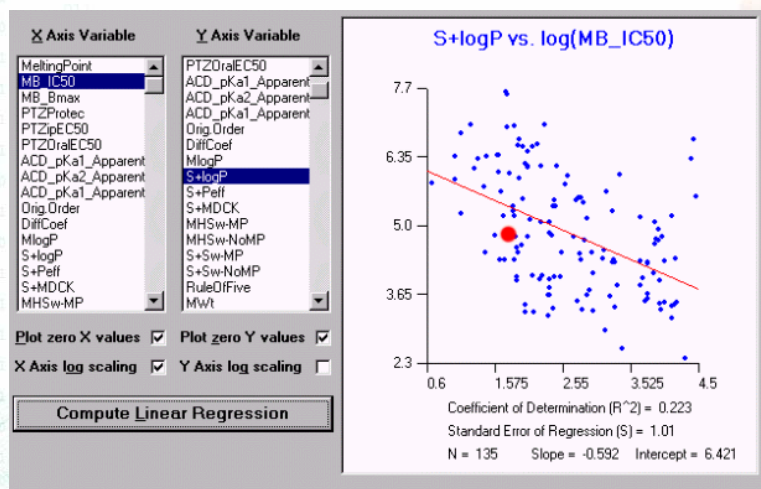 X Axis Variable
MeltingPoint
MB_IC50
MB_Bmax
PTZProtec
PTZipEC50
PTZOralEC50
ACD_pKa1_Apparent
ACD_pKa2_Apparent
ACD_pKa1_Apparent
Orig.Order
DiffCoef
MlogP
S+logP
S+Peff
S+MDCK
MHSw-MP
Plot zero X values
X Axis log scaling
Y Axis Variable
PTZOralEC50
ACD_pKa1_Apparent
ACD_pKa2_Apparent
ACD_pKa1_Apparent
Orig.Order
DiffCoef
MlogP
S+logP
S+Peff
S+MDCK
MHSw-MP
MHSw-NoMP
S+Sw-MP
S+Sw-NoMP
RuleOfFive
MWt
Plot zero Y values
Y Axis log scaling
Compute Linear Regression
S+logP vs. log(MB_IC50)
7.7
6.35
5.0
3.65
2.3
0.6 1.575 2.55 3.525 4.5
Coefficient of Determination (R^2) = 0.223
Standard Error of Regression (S) = 1.01
N = 135 Slope = -0.592 Intercept = 6.421